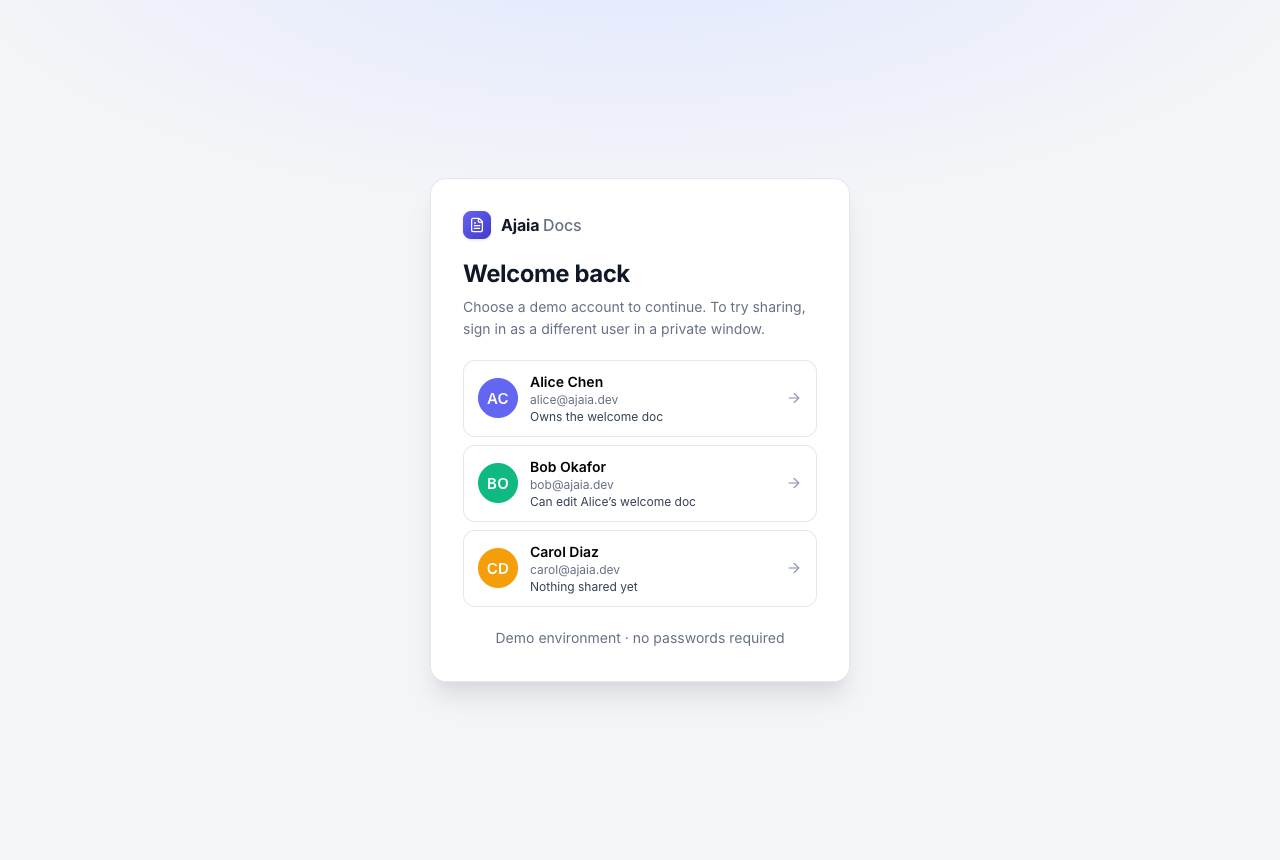 Ajaia Docs
Welcome back
Choose a demo account to continue. To try sharing,
sign in as a different user in a private window.
AC
Alice Chen
alice@ajaia.dev
Owns the welcome doc
BO
Bob Okafor
bob@ajaia.dev
Can edit Alice’s welcome doc
CD
Carol Diaz
carol@ajaia.dev
Nothing shared yet
Demo environment · no passwords required